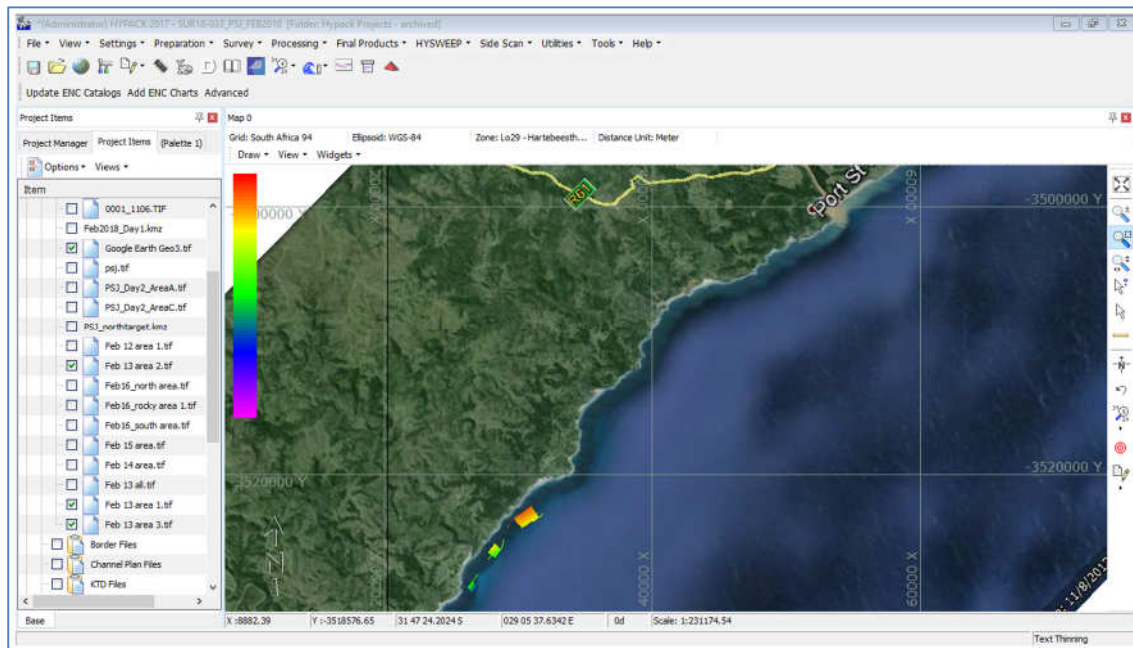 *(Administrator) HYPACK 2017 - SUR18-033_PSJ_FEB2018 [Folder: Hypack Projects - archived]
File View Settings Preparation Survey Processing Final Products HYSWEEP Side Scan Utilities Tools Help
Update ENC Catalogs Add ENC Charts Advanced
Project Items
Map 0
Project Manager Project Items (Palette 1)
Grid: South Africa 94 Ellipsoid: WGS-84 Zone: Lo29 - Hartebeesth... Distance Unit: Meter
Options Views
Draw View Widgets
Item
0001_1106.TIF
Feb2018_Day1.kmz
Google Earth Geo3.tif
psj.tif
PSJ_Day2_AreaA.tif
PSJ_Day2_AreaC.tif
PSJ_northtarget.kmz
Feb 12 area 1.tif
Feb 13 area 2.tif
Feb16_north area.tif
Feb16_rocky area 1.tif
Feb16_south area.tif
Feb 15 area.tif
Feb 14 area.tif
Feb 13 all.tif
Feb 13 area 1.tif
Feb 13 area 3.tif
Border Files
Channel Plan Files
KTD Files
Base
R61
Port St
60000 X
-3500000 Y
-3520000 Y
-3520000 Y
40000 X
60000 X
N
11/8/201
X :8882.39 Y :-3518576.65 31 47 24.2024 S 029 05 37.6342 E 0d Scale: 1:231174.54
Text Thinning